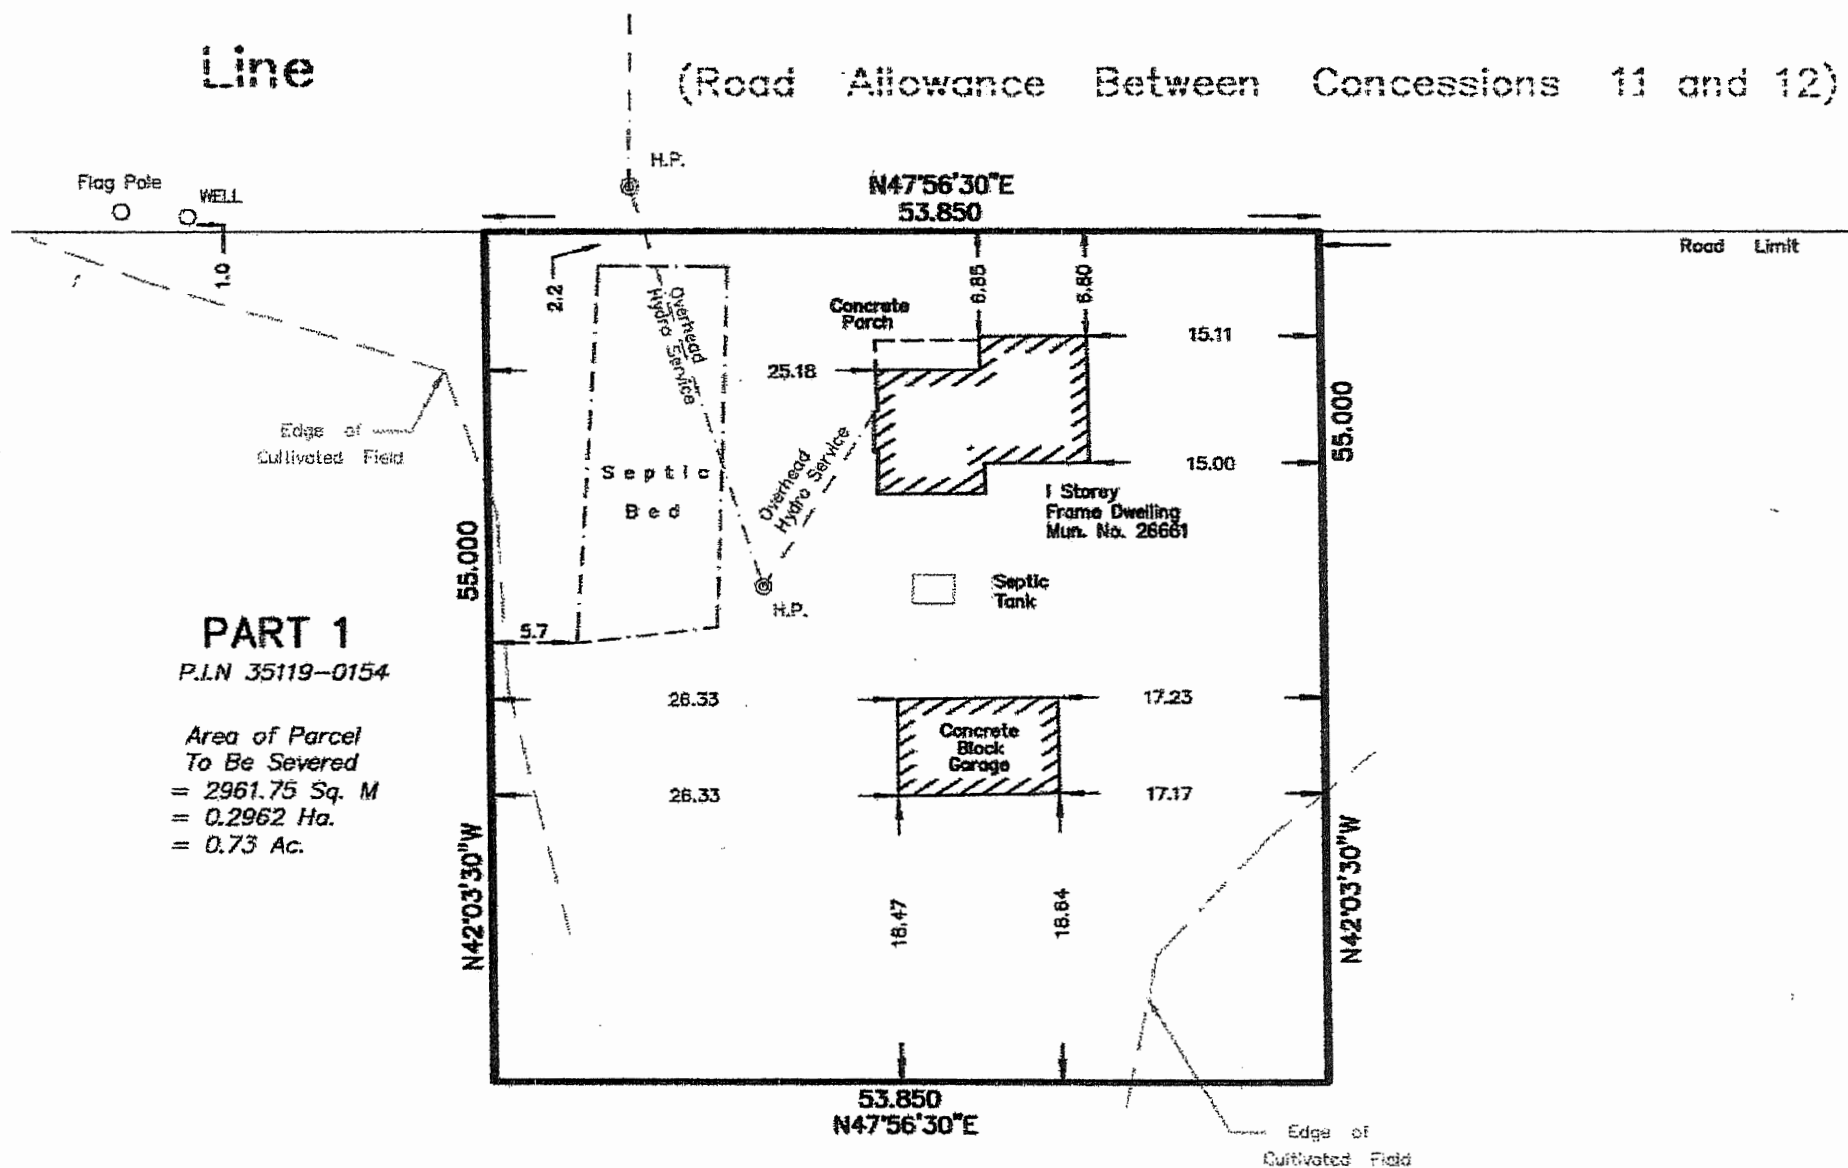 Line
(Road Allowance Between Concessions 11 and 12)
H.P.
Flag Pole
WELL
N47°56'30"E
53.850
Road Limit
1.0
2.2
Overhead
Hydro Service
Concrete
Porch
6.85
6.80
15.11
25.18
55.000
Edge of
Cultivated Field
Septic
Bed
Overhead
Hydro Service
15.00
1 Storey
Frame Dwelling
Mun. No. 26661
55.000
Septic
Tank
H.P.
5.7
PART 1
P.I.N 35119-0154
26.33
17.23
Area of Parcel
To Be Severed
= 2961.75 Sq. M
= 0.2962 Ha.
= 0.73 Ac.
Concrete
Block
Garage
26.33
17.17
N42°03'30"W
18.47
18.64
N42°03'30"W
53.850
N47°56'30"E
Edge of
Cultivated Field